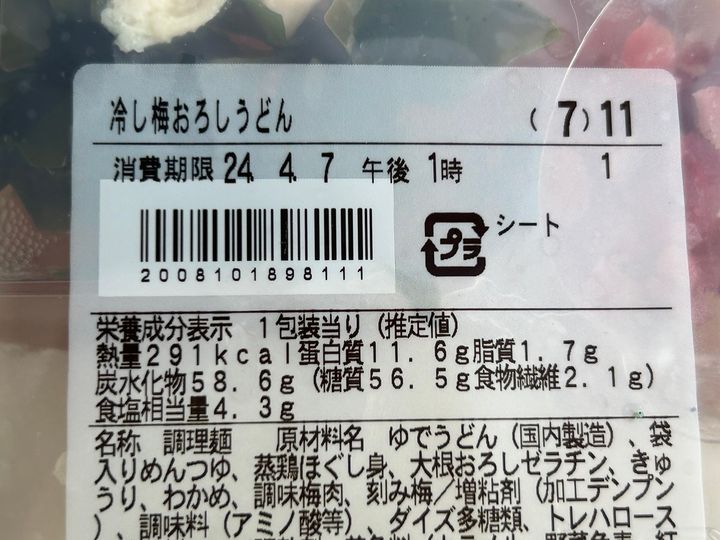 冷し梅おろしうどん （7）11
消費期限 24. 4. 7 午後 1時 1
プラ シート
2008101898111
栄養成分表示 1包装当り（推定値）
熱量291kcal蛋白質11.6g脂質1.7g
炭水化物58.6g（糖質56.5g食物繊維2.1g）
食塩相当量4.3g
名称 調理麺 原材料名 ゆでうどん（国内製造）、袋
入りめんつゆ、蒸鶏ほぐし身、大根おろしゼラチン、きゅ
うり、わかめ、調味梅肉、刻み梅／増粘剤（加工デンプン
）、調味料（アミノ酸等）、ダイズ多糖類、トレハロース